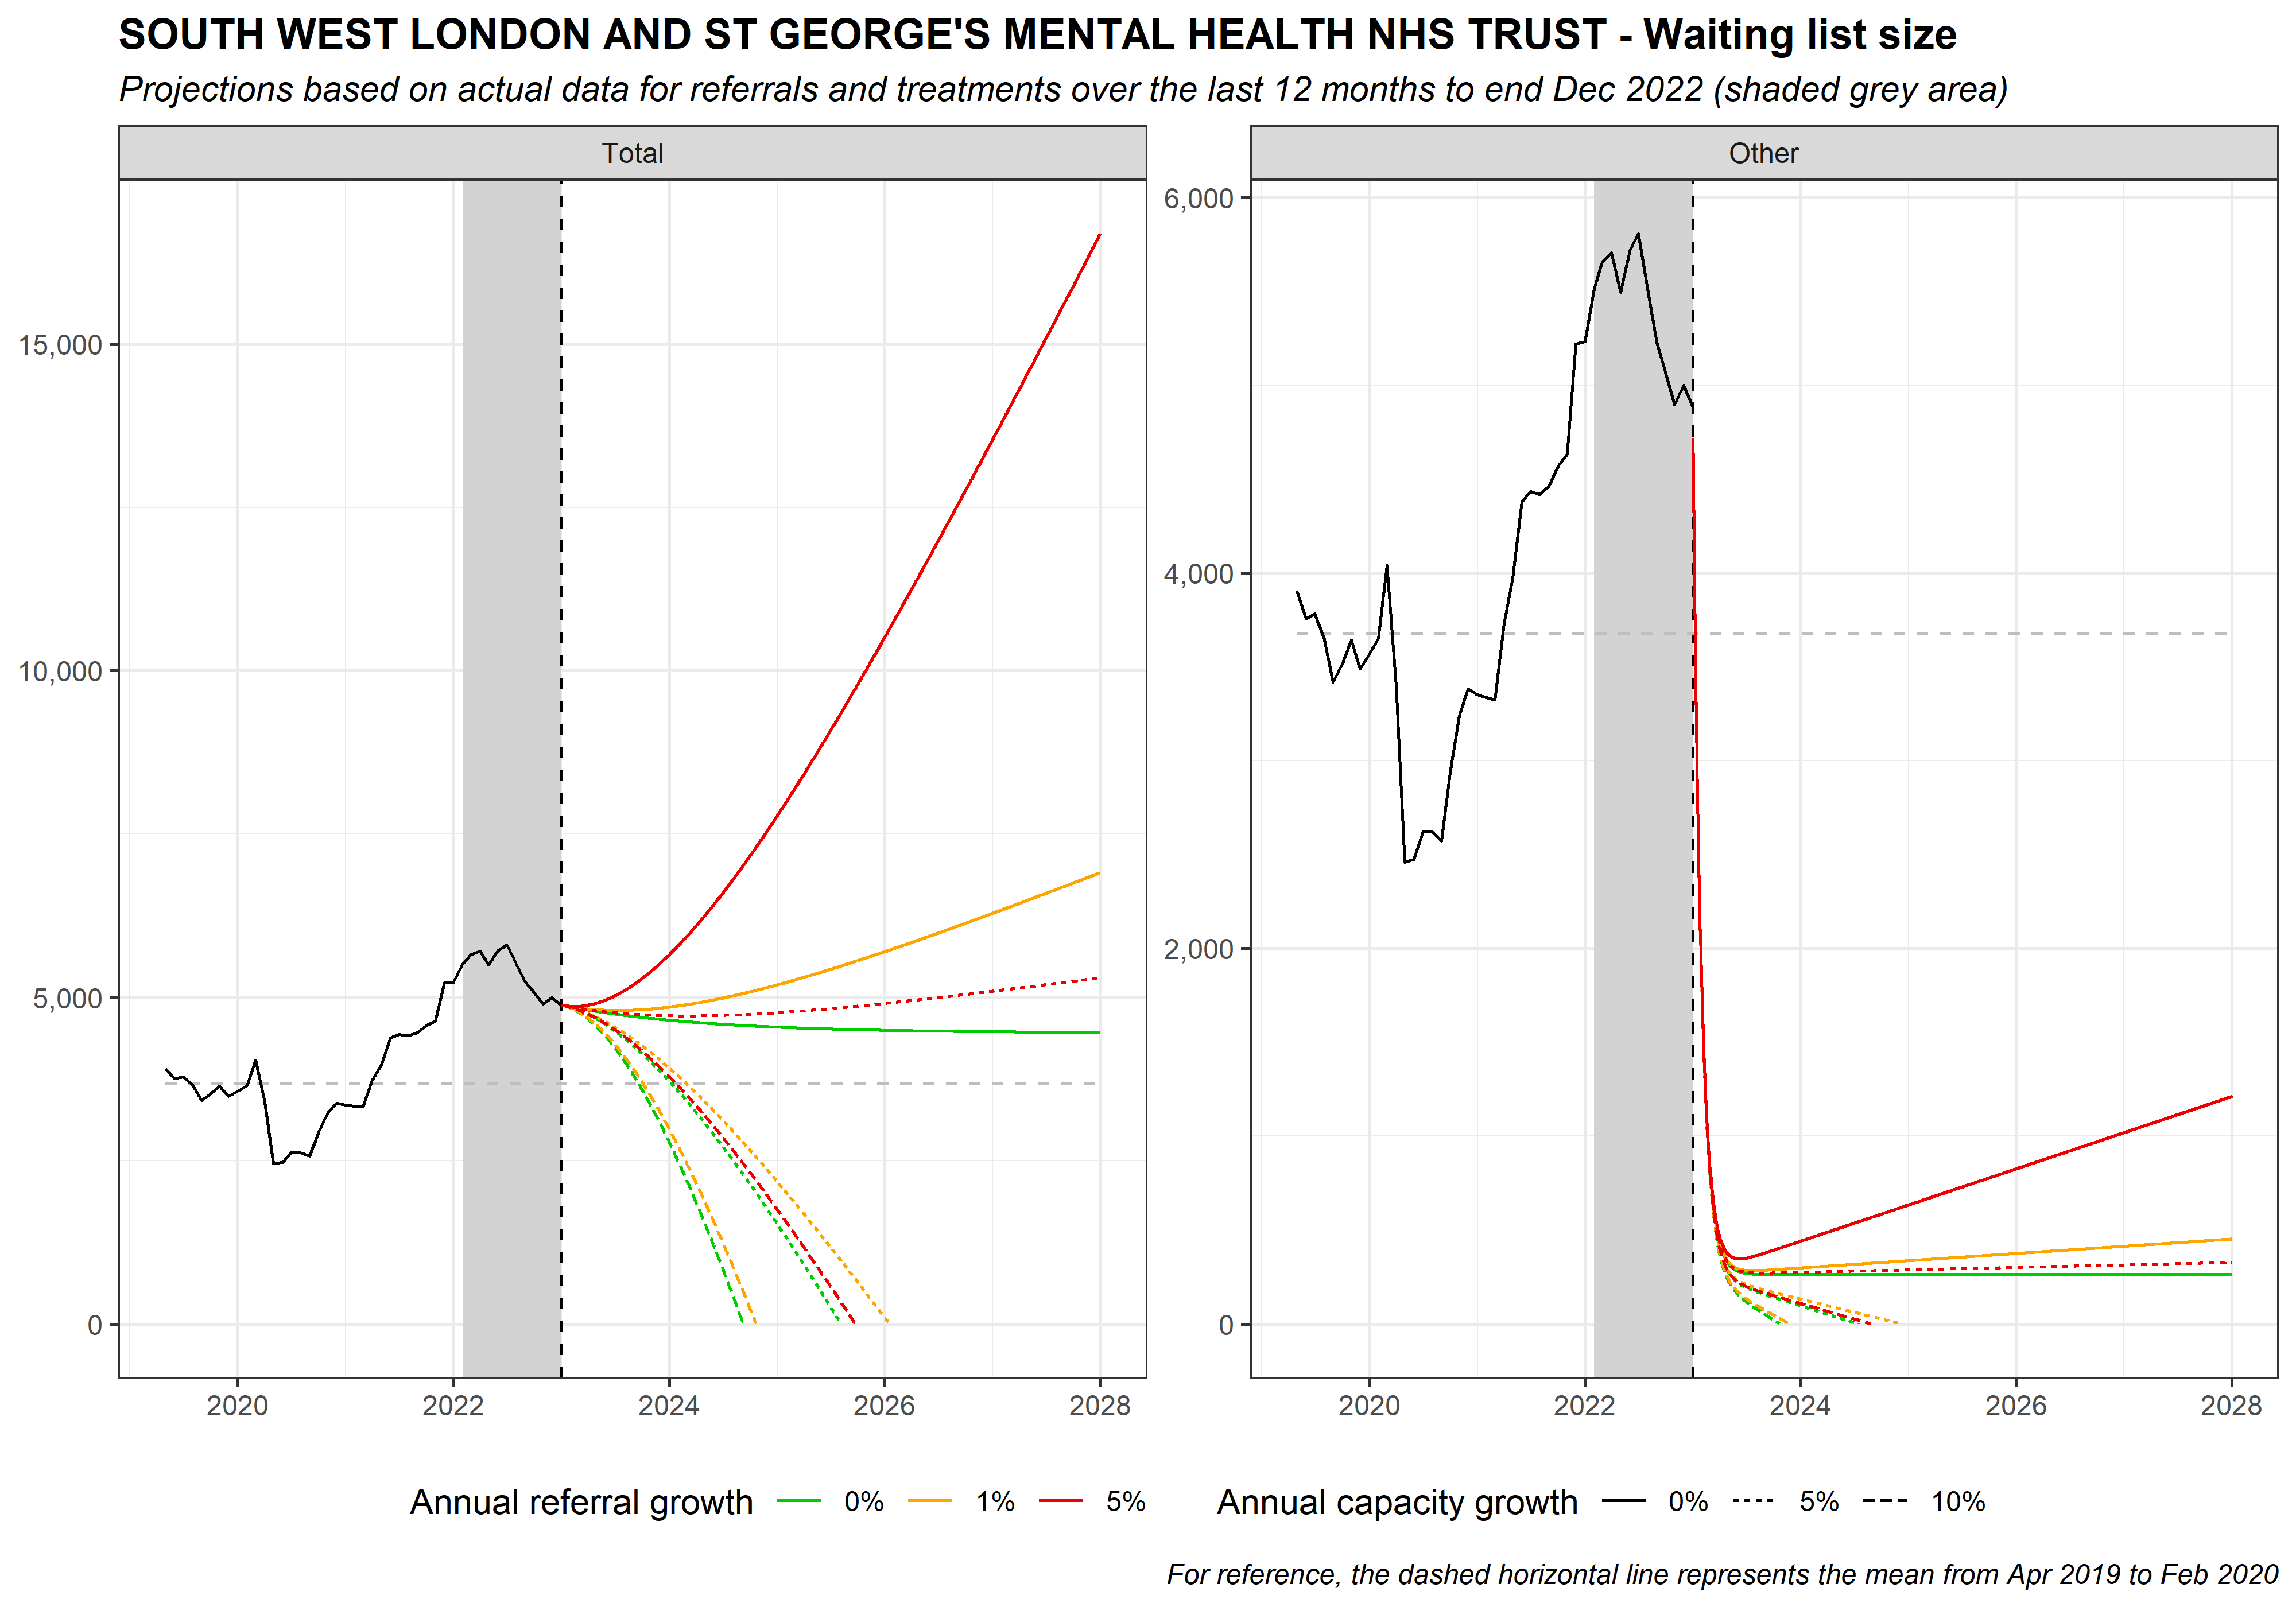 SOUTH WEST LONDON AND ST GEORGE'S MENTAL HEALTH NHS TRUST - Waiting list size
Projections based on actual data for referrals and treatments over the last 12 months to end Dec 2022 (shaded grey area)
Total
15,000
10,000
5,000
0
2020 2022 2024 2026 2028
Other
6,000
4,000
2,000
0
2020 2022 2024 2026 2028
Annual referral growth 0% 1% 5%
Annual capacity growth 0% 5% 10%
For reference, the dashed horizontal line represents the mean from Apr 2019 to Feb 2020